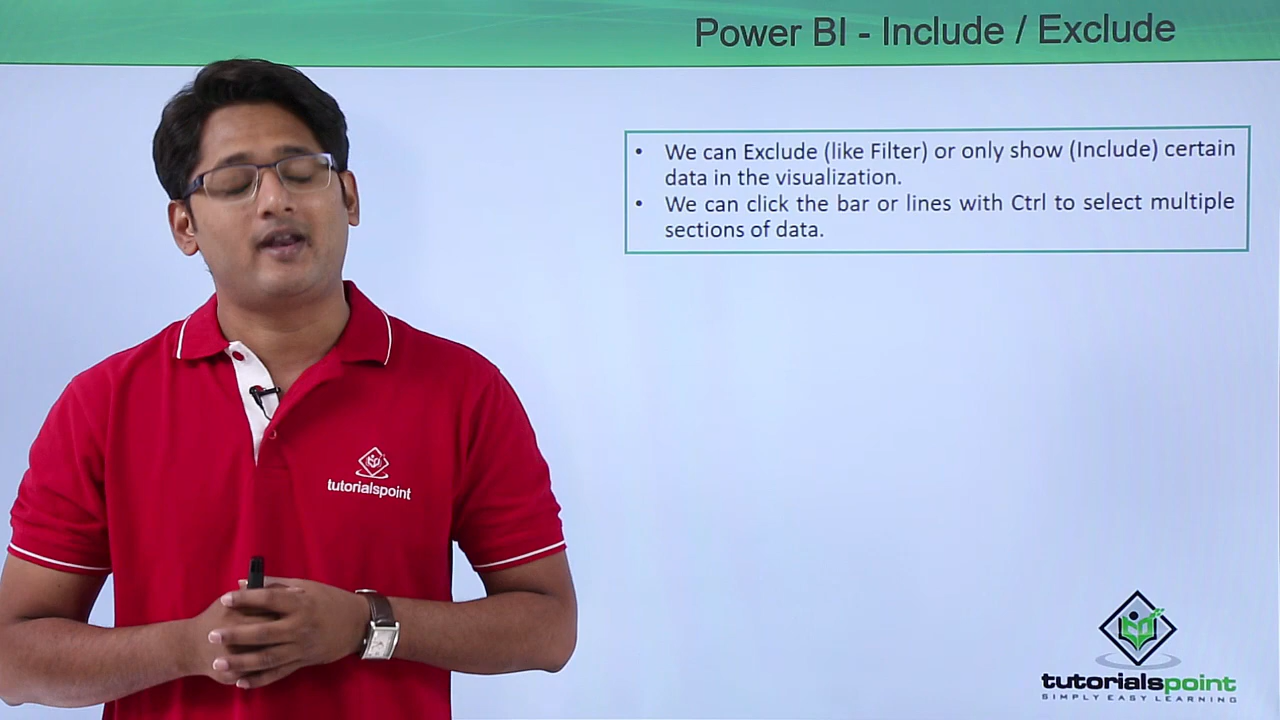 Power BI - Include / Exclude
• We can Exclude (like Filter) or only show (Include) certain
data in the visualization.
• We can click the bar or lines with Ctrl to select multiple
sections of data.
tutorialspoint
tutorialspoint
SIMPLY EASY LEARNING